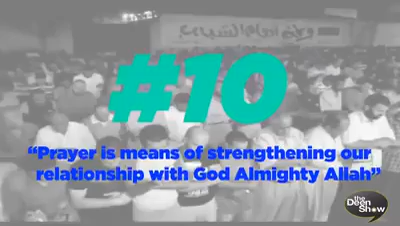 #10
“Prayer is means of strengthening our
relationship with God Almighty Allah”
the
Deen
Show